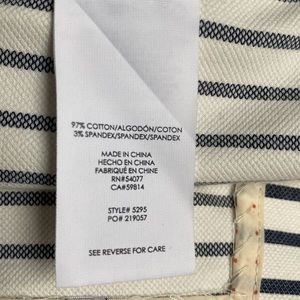 97% COTTON/ALGODÓN/COTON
3% SPANDEX/SPANDEX/SPANDEX
MADE IN CHINA
HECHO EN CHINA
FABRIQUÉ EN CHINE
RN#54077
CA#59814
STYLE# 5295
PO # 219057
SEE REVERSE FOR CARE